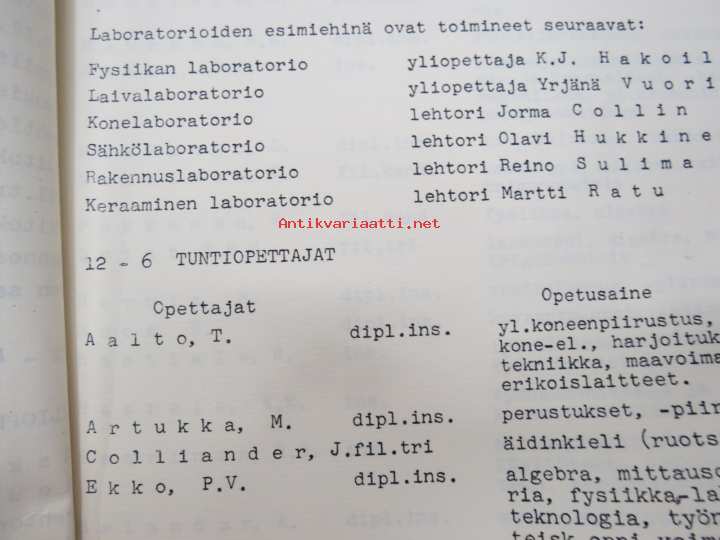 Laboratorioiden esimiehinä ovat toimineet seuraavat:
Fysiikan laboratorio yliopettaja K.J. H a k o i l
Laivalaboratorio yliopettaja Yrjänä V u o r i
Konelaboratorio lehtori Jorma C o l l i n
Sähkölaboratorio lehtori Olavi H u k k i n e
Rakennuslaboratorio lehtori Reino S u l i m a
Keraaminen laboratorio lehtori Martti R a t u
Antikvariaatti.net
12 - 6 TUNTIOPETTAJAT
Opettajat Opetusaine
A a l t o, T. dipl.ins. yl.koneenpiirustus,
kone-el., harjoituk
tekniikka, maavoima
erikoislaitteet.
A r t u k k a, M. dipl.ins. perustukset, -piir
C o l l i a n d e r, J.fil.tri äidinkieli (ruots
E k k o, P.V. dipl.ins. algebra, mittauso
ria, fysiikka,-la
teknologia, työn